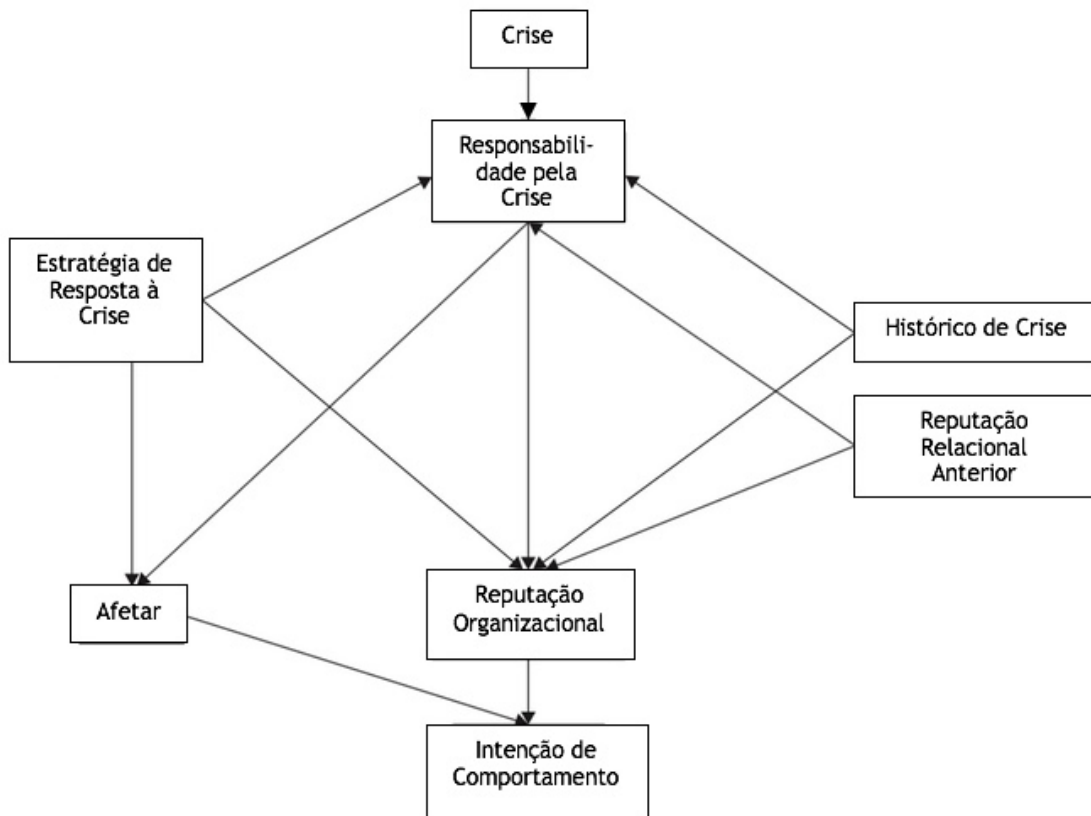 Crise
Responsabili-
dade pela
Crise
Estratégia de
Resposta à
Crise
Histórico de Crise
Reputação
Relacional
Anterior
Afetar
Reputação
Organizacional
Intenção de
Comportamento